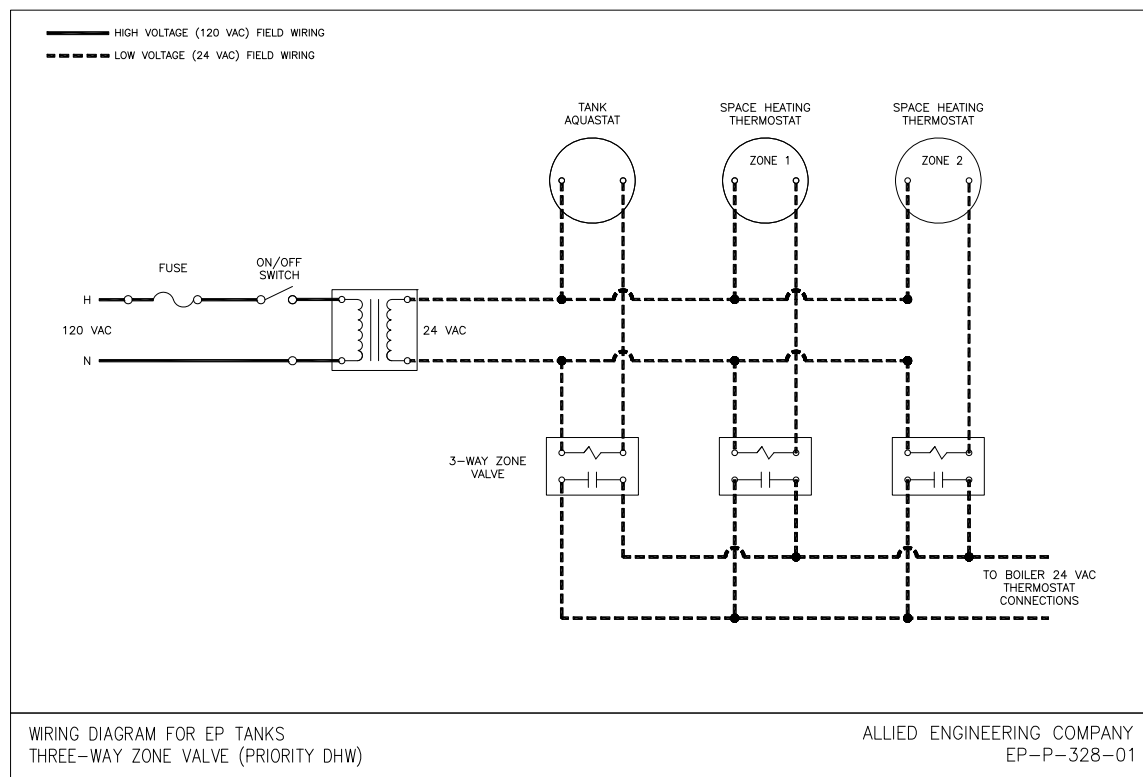 HIGH VOLTAGE (120 VAC) FIELD WIRING
LOW VOLTAGE (24 VAC) FIELD WIRING
TANK
AQUASTAT
SPACE HEATING
THERMOSTAT
SPACE HEATING
THERMOSTAT
ZONE 1
ZONE 2
FUSE
ON/OFF
SWITCH
H
120 VAC
24 VAC
N
3-WAY ZONE
VALVE
TO BOILER 24 VAC
THERMOSTAT
CONNECTIONS
WIRING DIAGRAM FOR EP TANKS
THREE-WAY ZONE VALVE (PRIORITY DHW)
ALLIED ENGINEERING COMPANY
EP-P-328-01